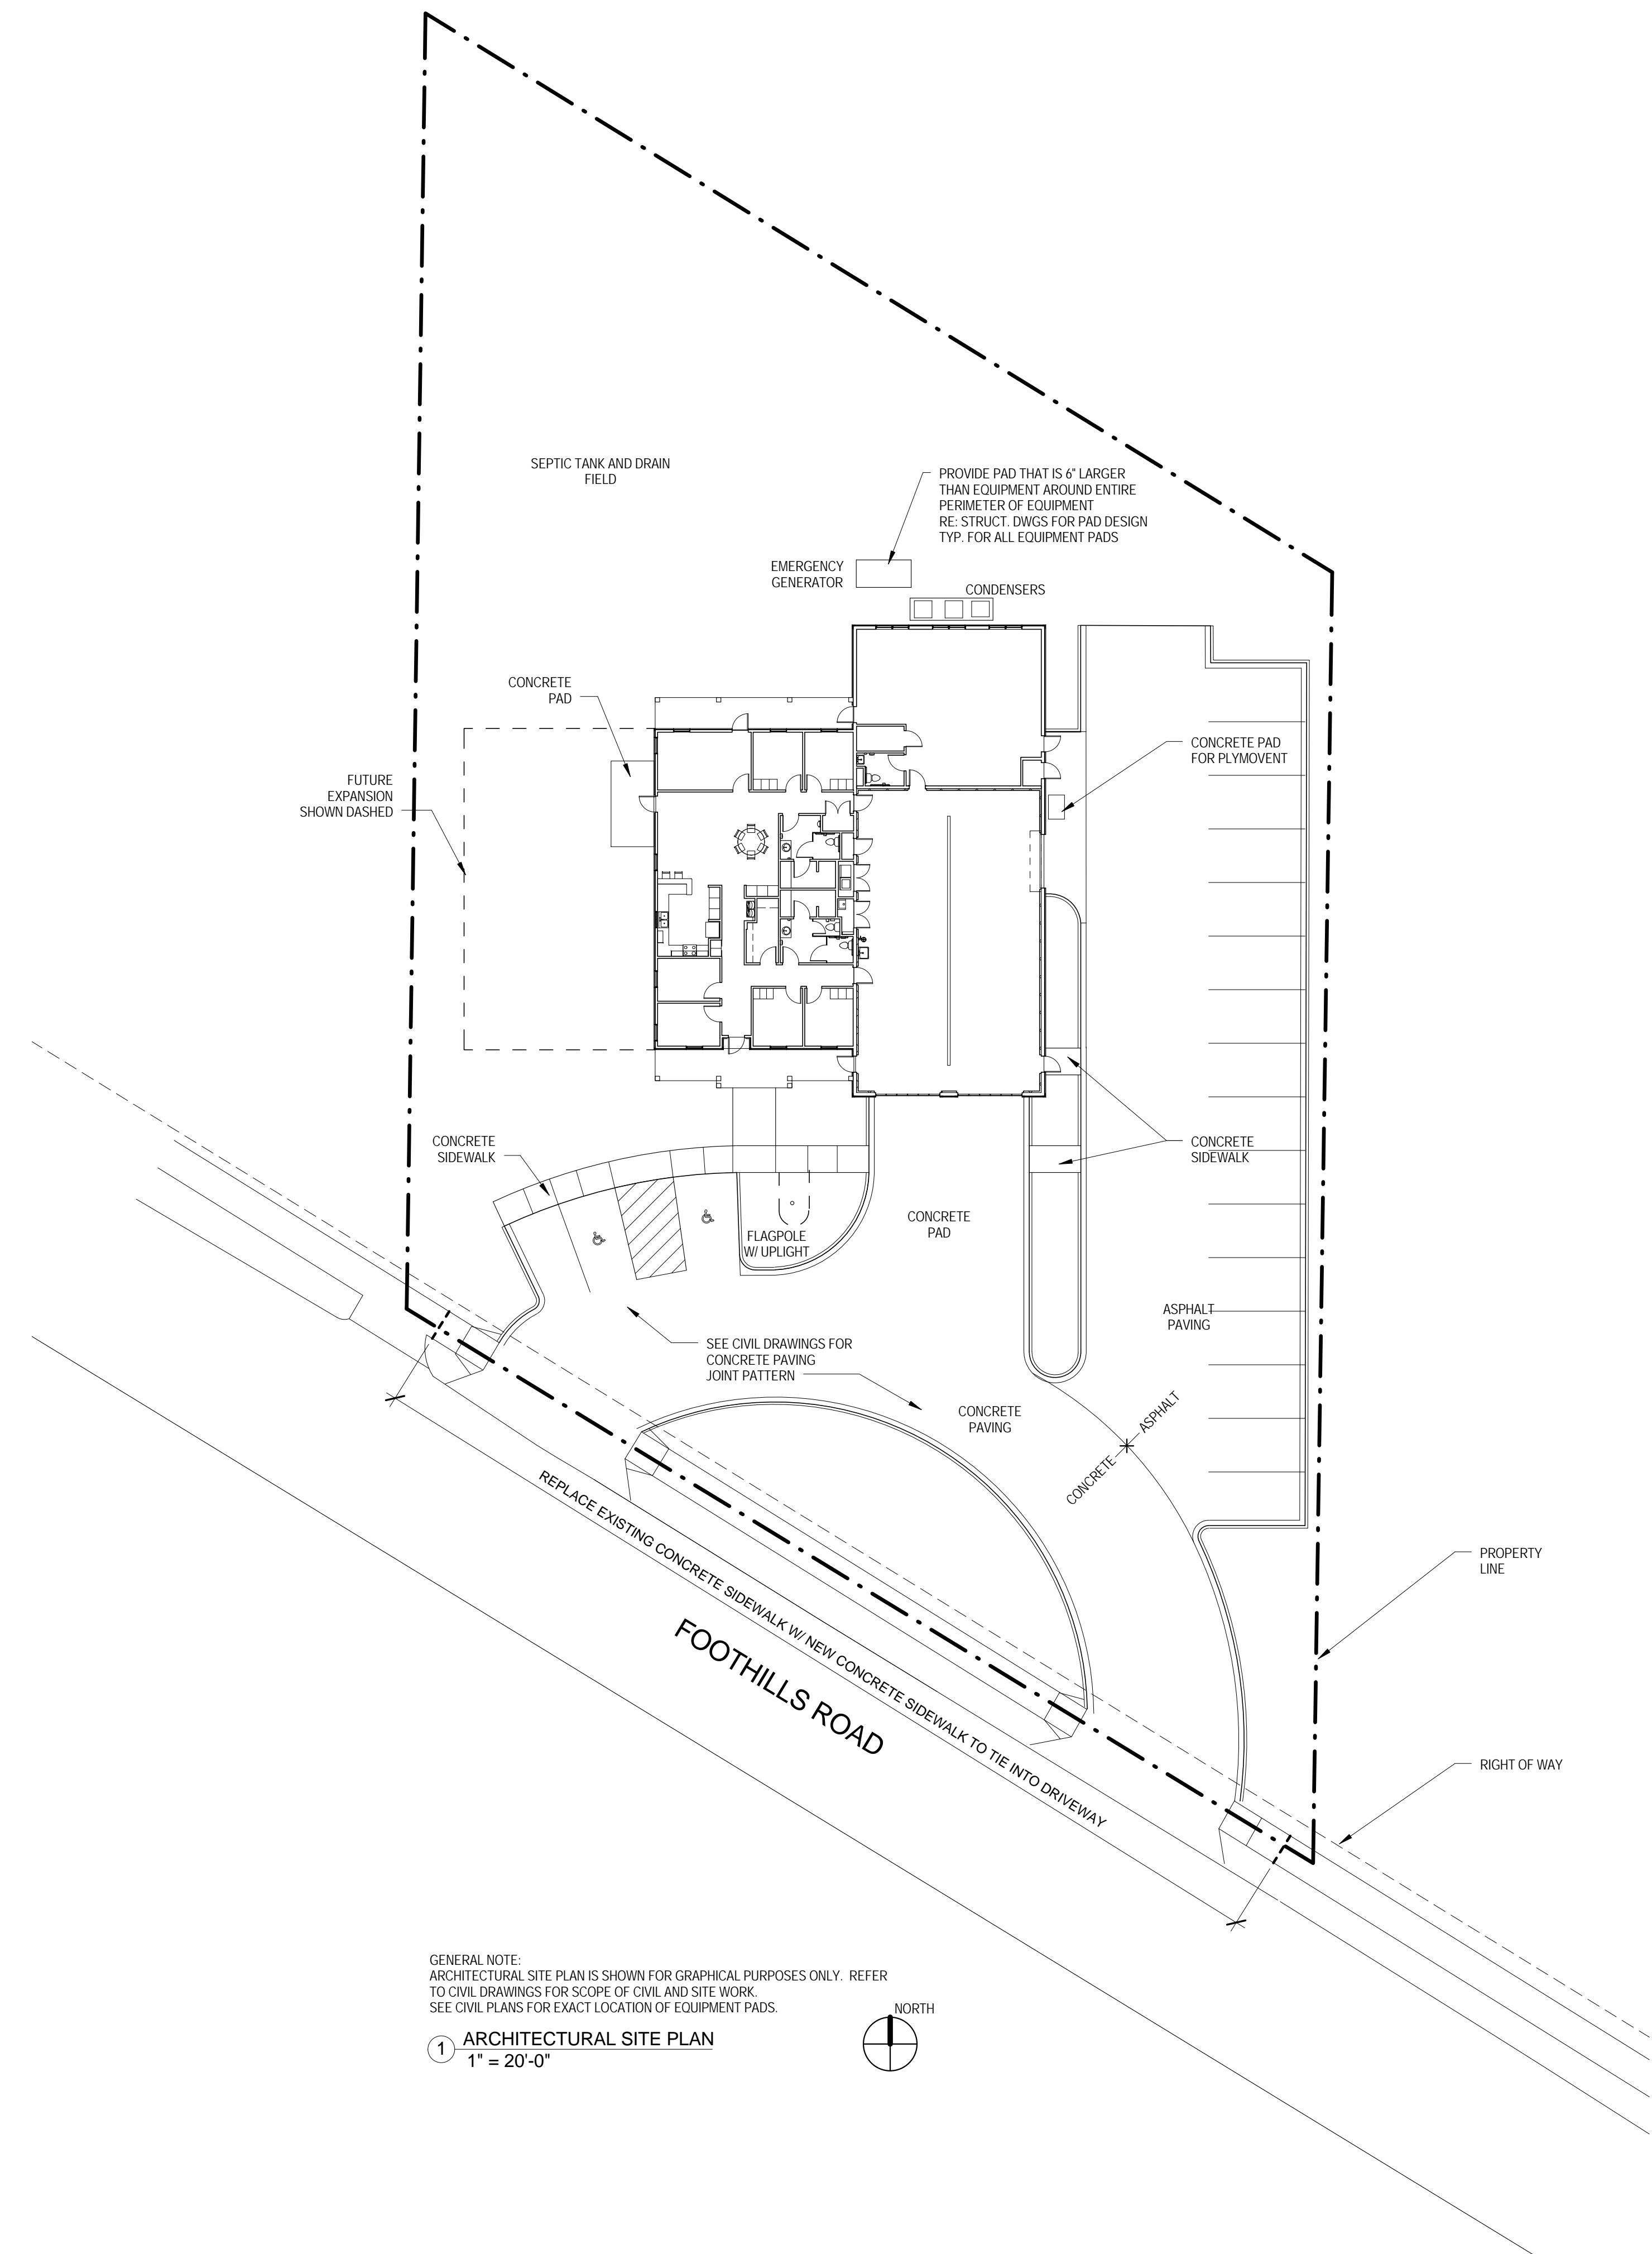 SEPTIC TANK AND DRAIN
FIELD
PROVIDE PAD THAT IS 6" LARGER
THAN EQUIPMENT AROUND ENTIRE
PERIMETER OF EQUIPMENT
RE: STRUCT. DWGS FOR PAD DESIGN
TYP. FOR ALL EQUIPMENT PADS
EMERGENCY
GENERATOR
CONDENSERS
CONCRETE
PAD
CONCRETE PAD
FOR PLYMOVENT
FUTURE
EXPANSION
SHOWN DASHED
CONCRETE
SIDEWALK
CONCRETE
SIDEWALK
FLAGPOLE
W/ UPLIGHT
CONCRETE
PAD
ASPHALT
PAVING
SEE CIVIL DRAWINGS FOR
CONCRETE PAVING
JOINT PATTERN
CONCRETE
PAVING
ASPHALT
CONCRETE
REPLACE EXISTING CONCRETE SIDEWALK W/ NEW CONCRETE SIDEWALK TO TIE INTO DRIVEWAY
FOOTHILLS ROAD
PROPERTY
LINE
RIGHT OF WAY
GENERAL NOTE:
ARCHITECTURAL SITE PLAN IS SHOWN FOR GRAPHICAL PURPOSES ONLY. REFER
TO CIVIL DRAWINGS FOR SCOPE OF CIVIL AND SITE WORK.
SEE CIVIL PLANS FOR EXACT LOCATION OF EQUIPMENT PADS.
NORTH
1 ARCHITECTURAL SITE PLAN
1" = 20'-0"